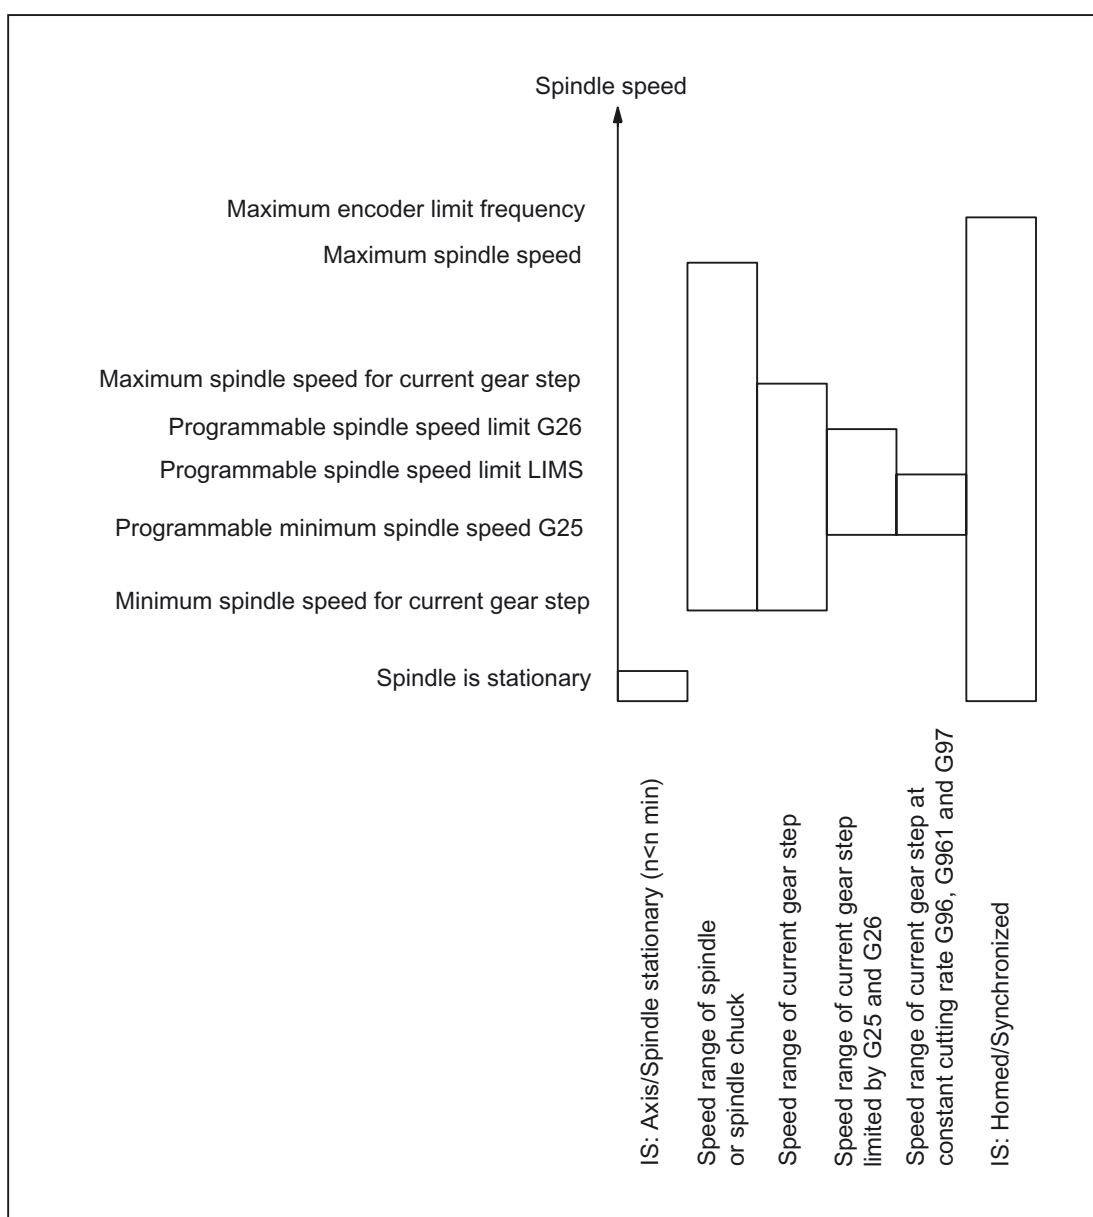 Spindle speed
Maximum encoder limit frequency
Maximum spindle speed
Maximum spindle speed for current gear step
Programmable spindle speed limit G26
Programmable spindle speed limit LIMS
Programmable minimum spindle speed G25
Minimum spindle speed for current gear step
Spindle is stationary
IS: Axis/Spindle stationary (n<n min)
Speed range of spindle
or spindle chuck
Speed range of current gear step
Speed range of current gear step
limited by G25 and G26
Speed range of current gear step at
constant cutting rate G96, G961 and G97
IS: Homed/Synchronized